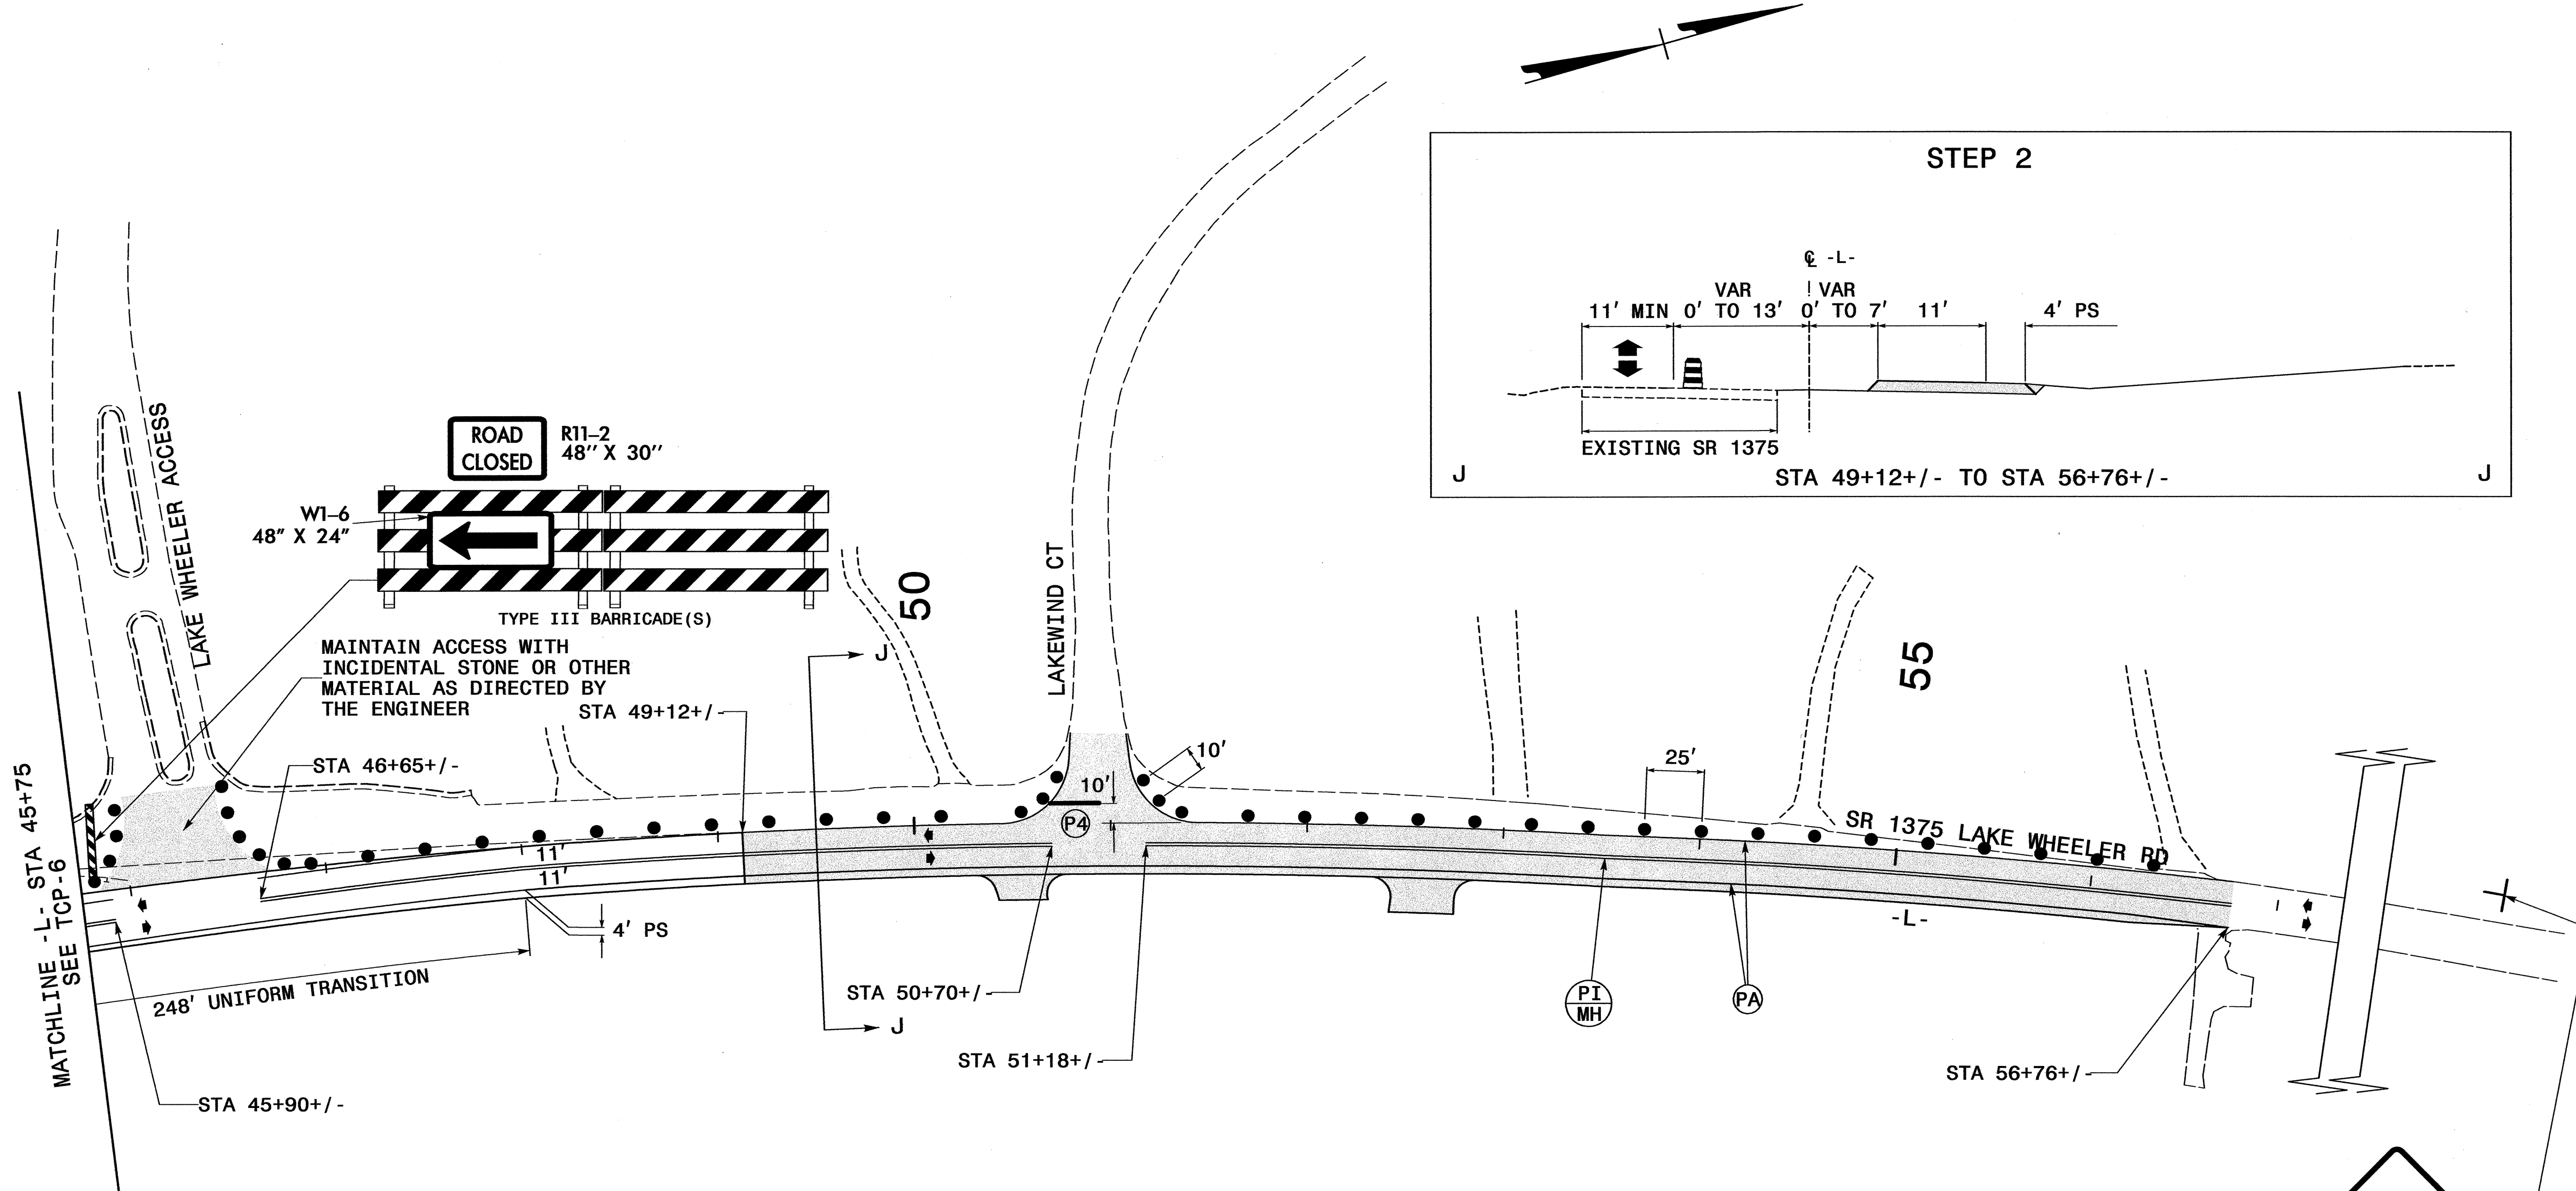 STEP 2
℄ -L-
VAR
VAR
11' MIN
0' TO 13'
0' TO 7'
11'
4' PS
EXISTING SR 1375
J
STA 49+12+/- TO STA 56+76+/-
J
ROAD
CLOSED
R11-2
48" X 30"
W1-6
48" X 24"
TYPE III BARRICADE(S)
LAKE WHEELER ACCESS
MAINTAIN ACCESS WITH
INCIDENTAL STONE OR OTHER
MATERIAL AS DIRECTED BY
THE ENGINEER
STA 49+12+/-
STA 46+65+/-
J
50
LAKEWIND CT
55
10'
10'
25'
P4
SR 1375 LAKE WHEELER RD
11'
11'
MATCHLINE -L- STA 45+75
SEE TCP-6
4' PS
248' UNIFORM TRANSITION
STA 45+90+/-
STA 50+70+/-
J
STA 51+18+/-
PI
MH
PA
-L-
STA 56+76+/-